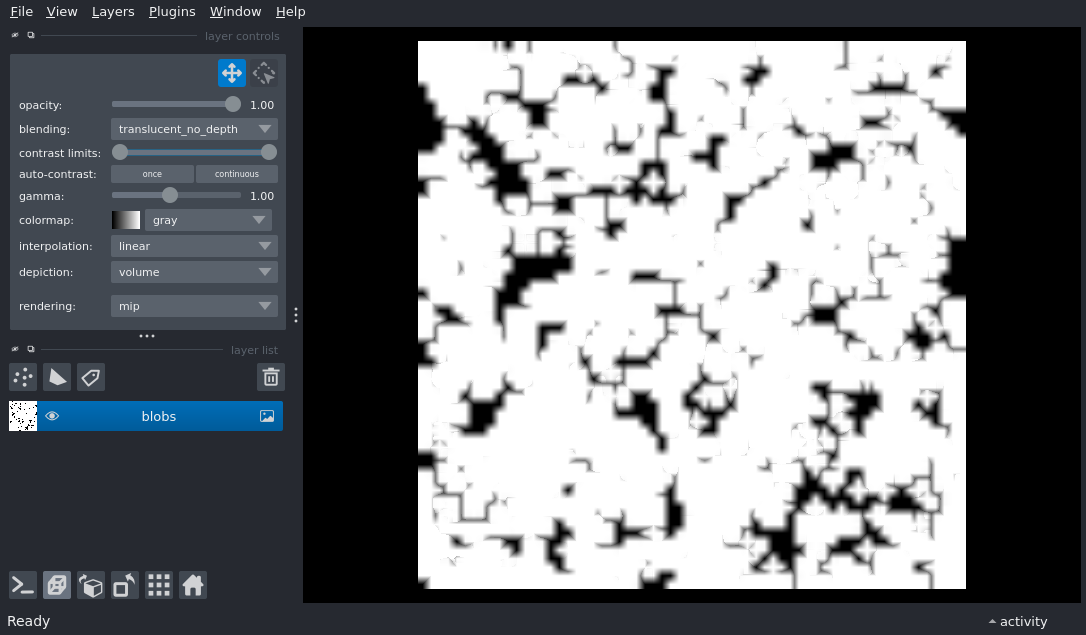 File View Layers Plugins Window Help
layer controls
opacity: 1.00
blending: translucent_no_depth
contrast limits:
auto-contrast: once continuous
gamma: 1.00
colormap: gray
interpolation: linear
depiction: volume
rendering: mip
layer list
blobs
Ready activity